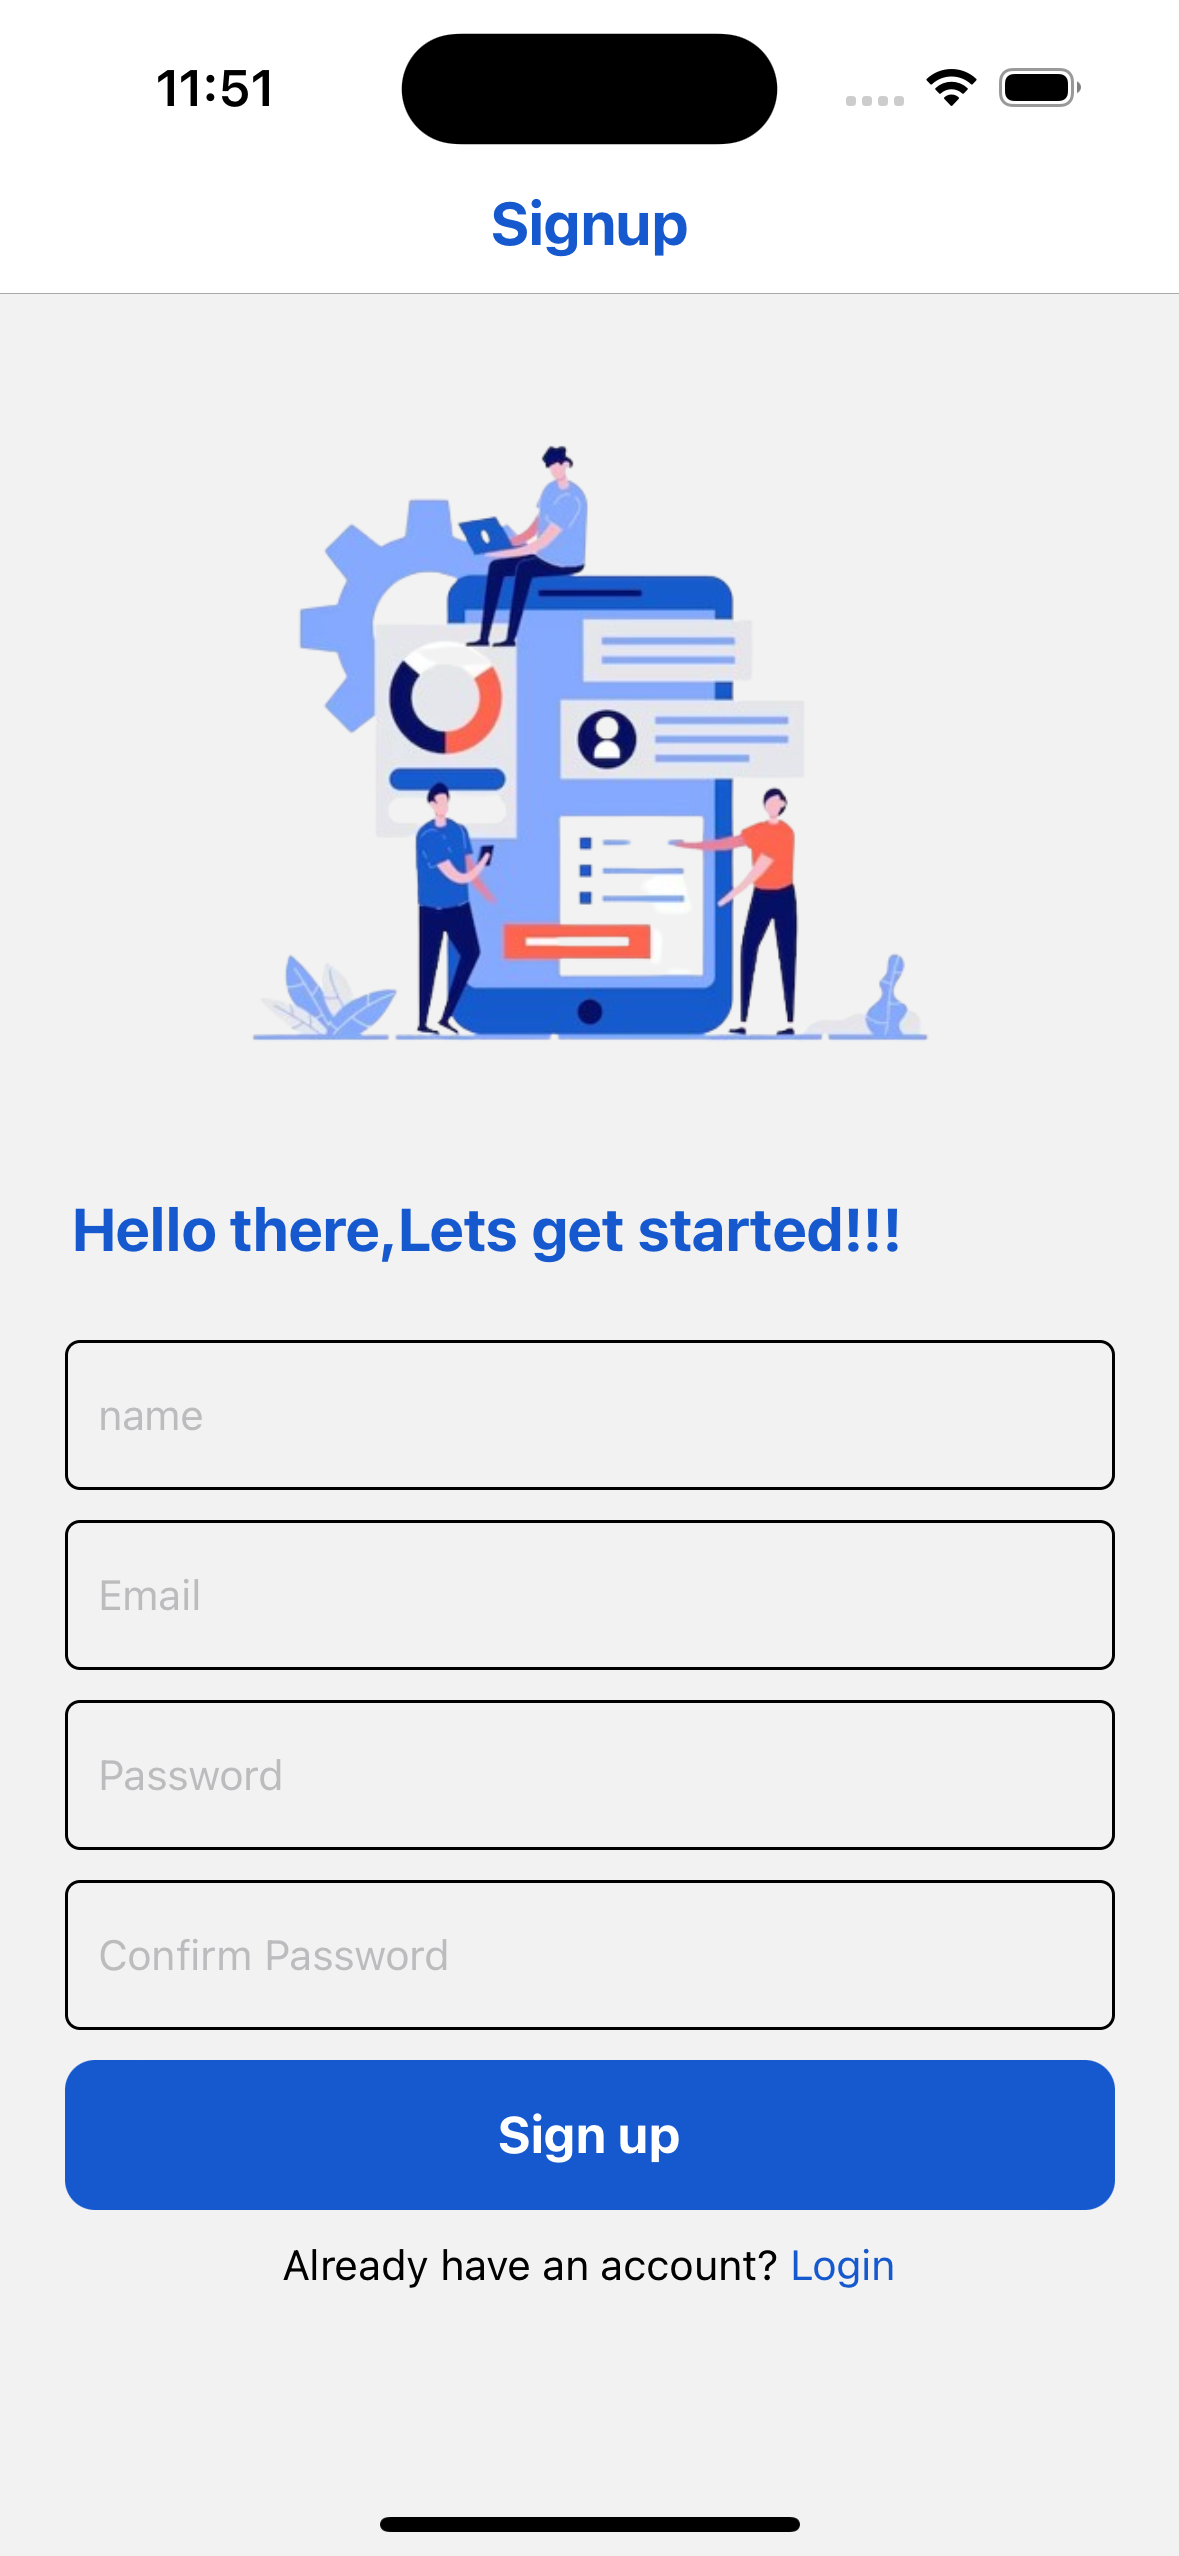 11:51
Signup
Hello there,Lets get started!!!
name
Email
Password
Confirm Password
Sign up
Already have an account? Login